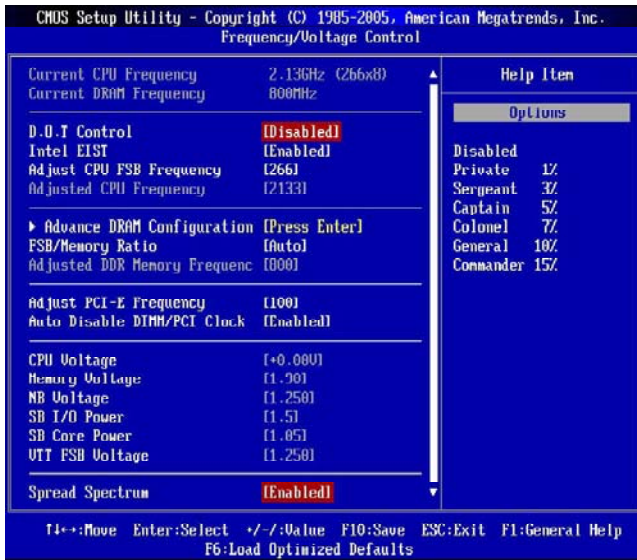 CMOS Setup Utility - Copyright (C) 1985-2005, American Megatrends, Inc.
Frequency/Voltage Control
Current CPU Frequency 2.13GHz (266x8)
Current DRAM Frequency 800MHz
D.O.T Control [Disabled]
Intel EIST [Enabled]
Adjust CPU FSB Frequency [266]
Adjusted CPU Frequency [2133]
▶ Advance DRAM Configuration [Press Enter]
FSB/Memory Ratio [Auto]
Adjusted DDR Memory Frequenc [800]
Adjust PCI-E Frequency [100]
Auto Disable DIMM/PCI Clock [Enabled]
CPU Voltage [+0.00V]
Memory Voltage [1.90]
NB Voltage [1.250]
SB I/O Power [1.5]
SB Core Power [1.05]
VTT FSB Voltage [1.250]
Spread Spectrum [Enabled]
Help Item
Options
Disabled
Private 1%
Sergeant 3%
Captain 5%
Colonel 7%
General 10%
Commander 15%
↑↓←→:Move Enter:Select +/-/:Value F10:Save ESC:Exit F1:General Help
F6:Load Optimized Defaults